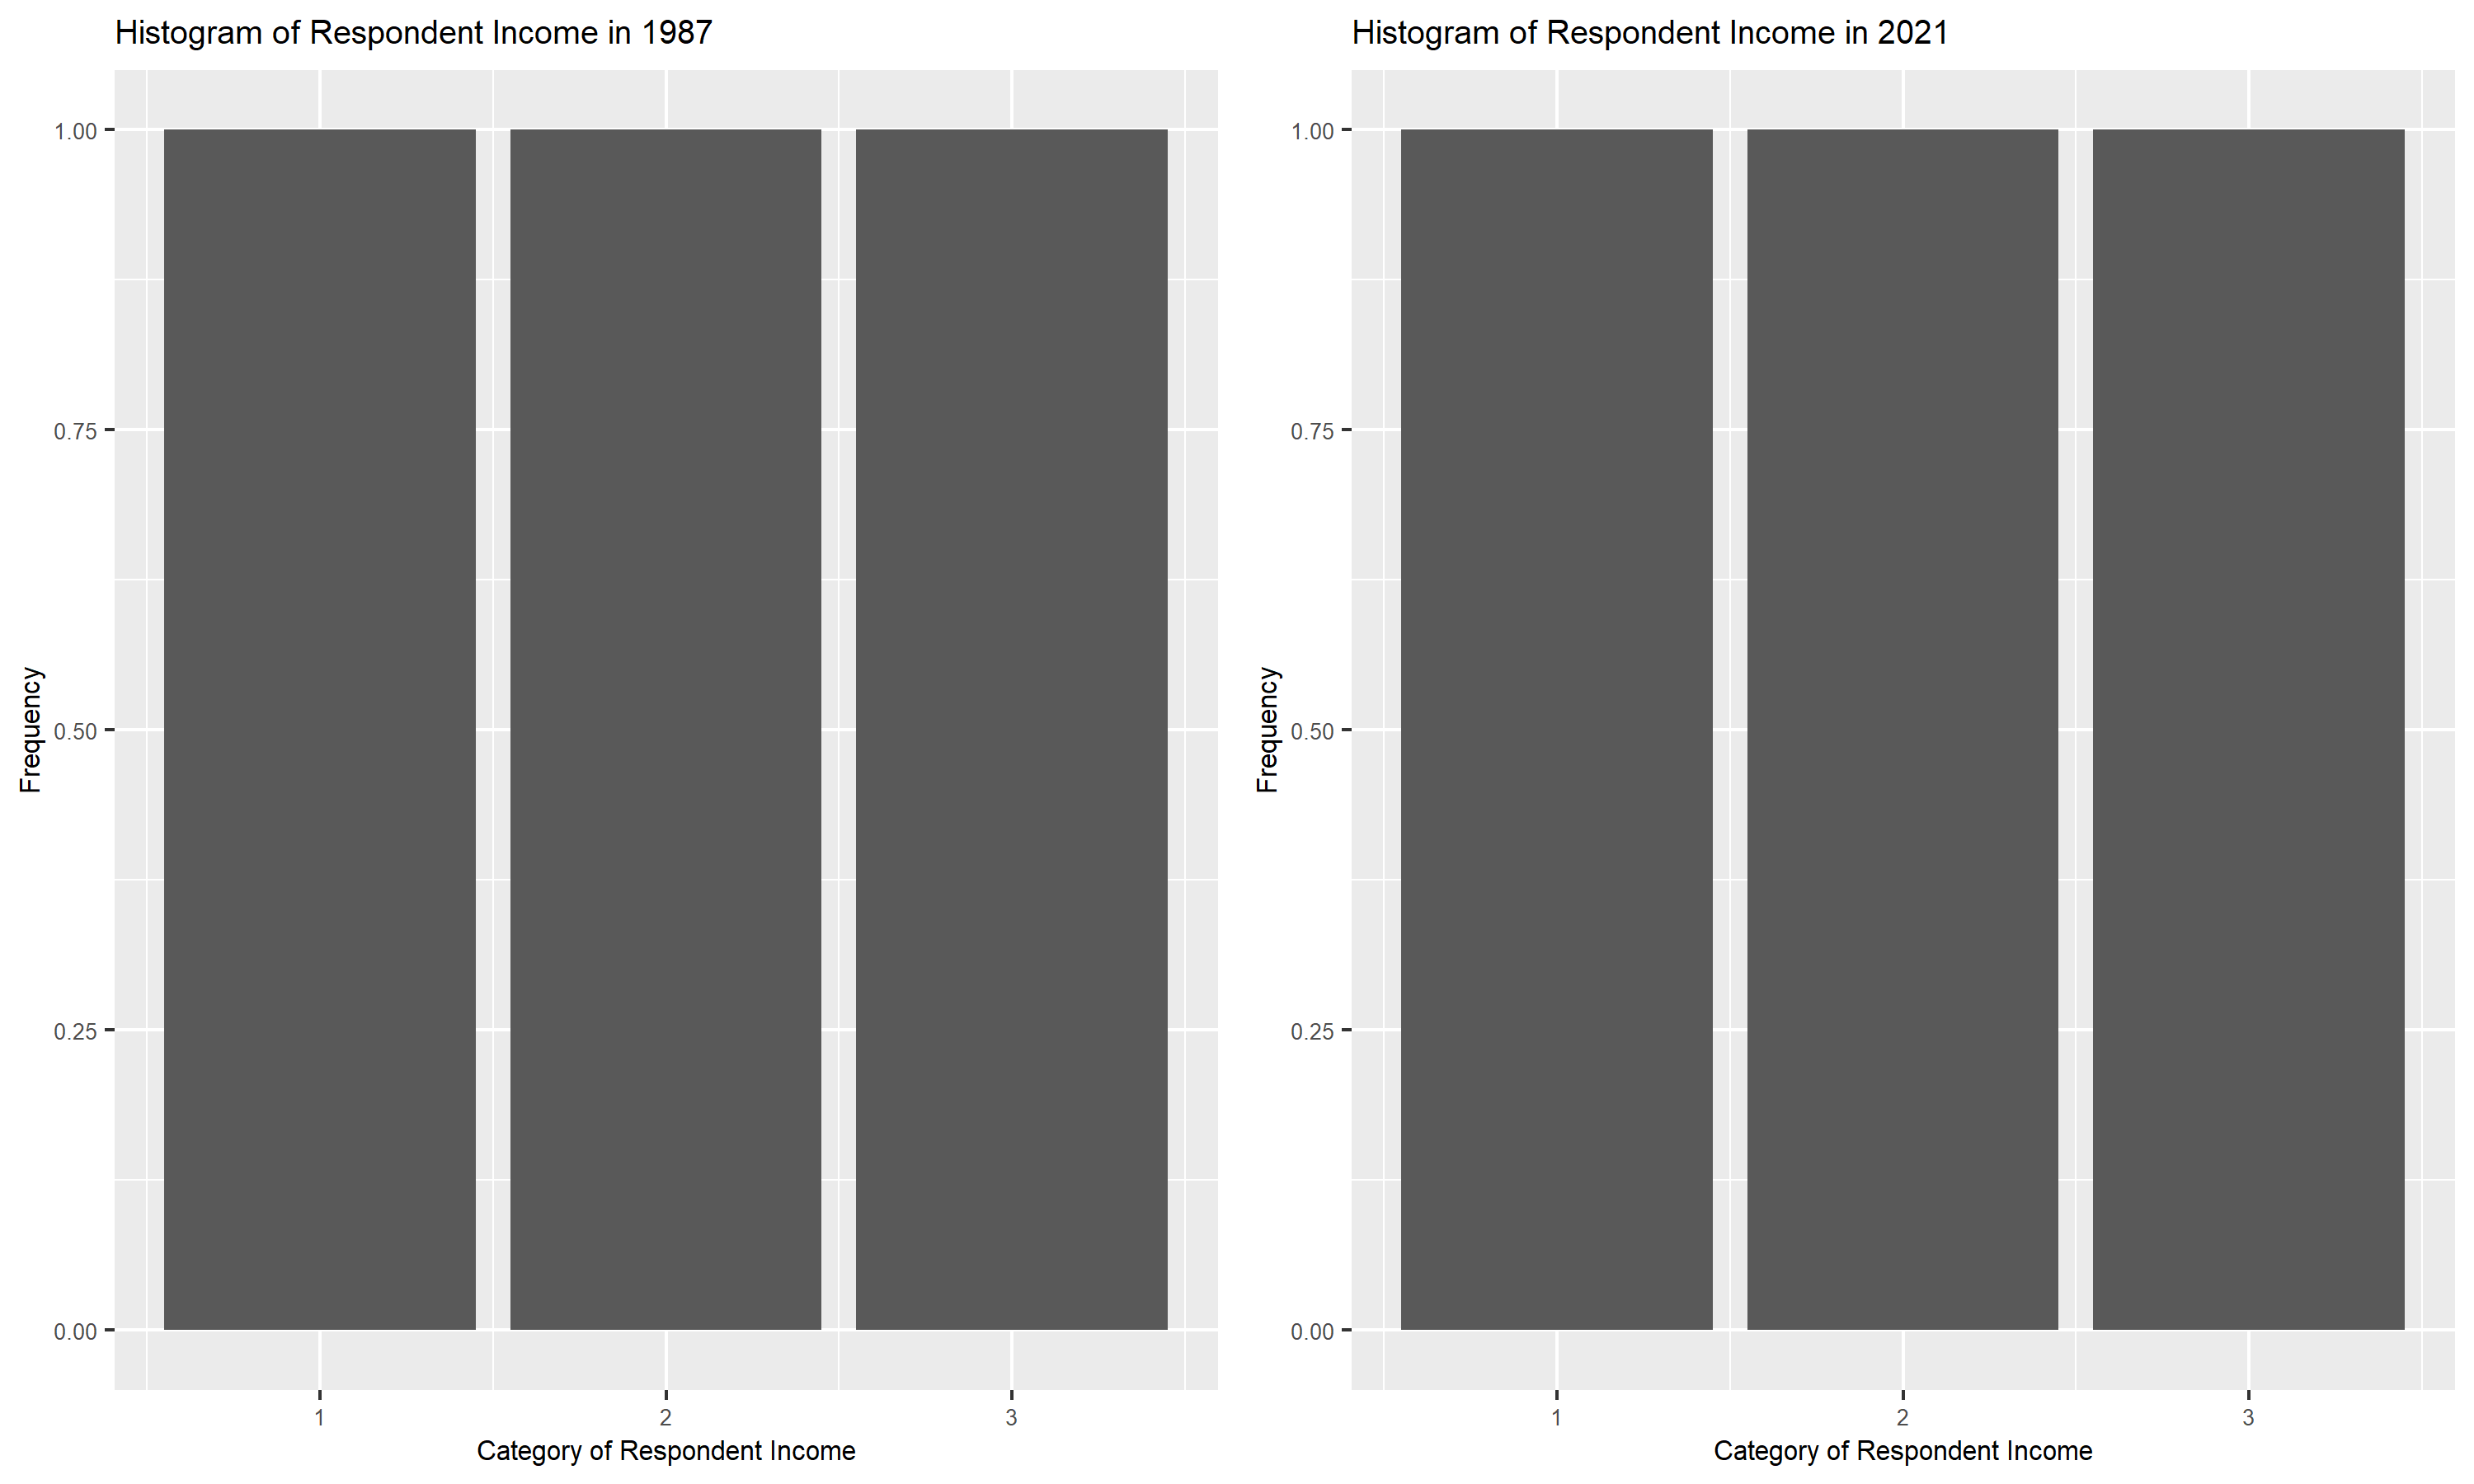 Histogram of Respondent Income in 1987
1.00
0.75
0.50
0.25
0.00
Frequency
1 2 3
Category of Respondent Income
Histogram of Respondent Income in 2021
1.00
0.75
0.50
0.25
0.00
Frequency
1 2 3
Category of Respondent Income